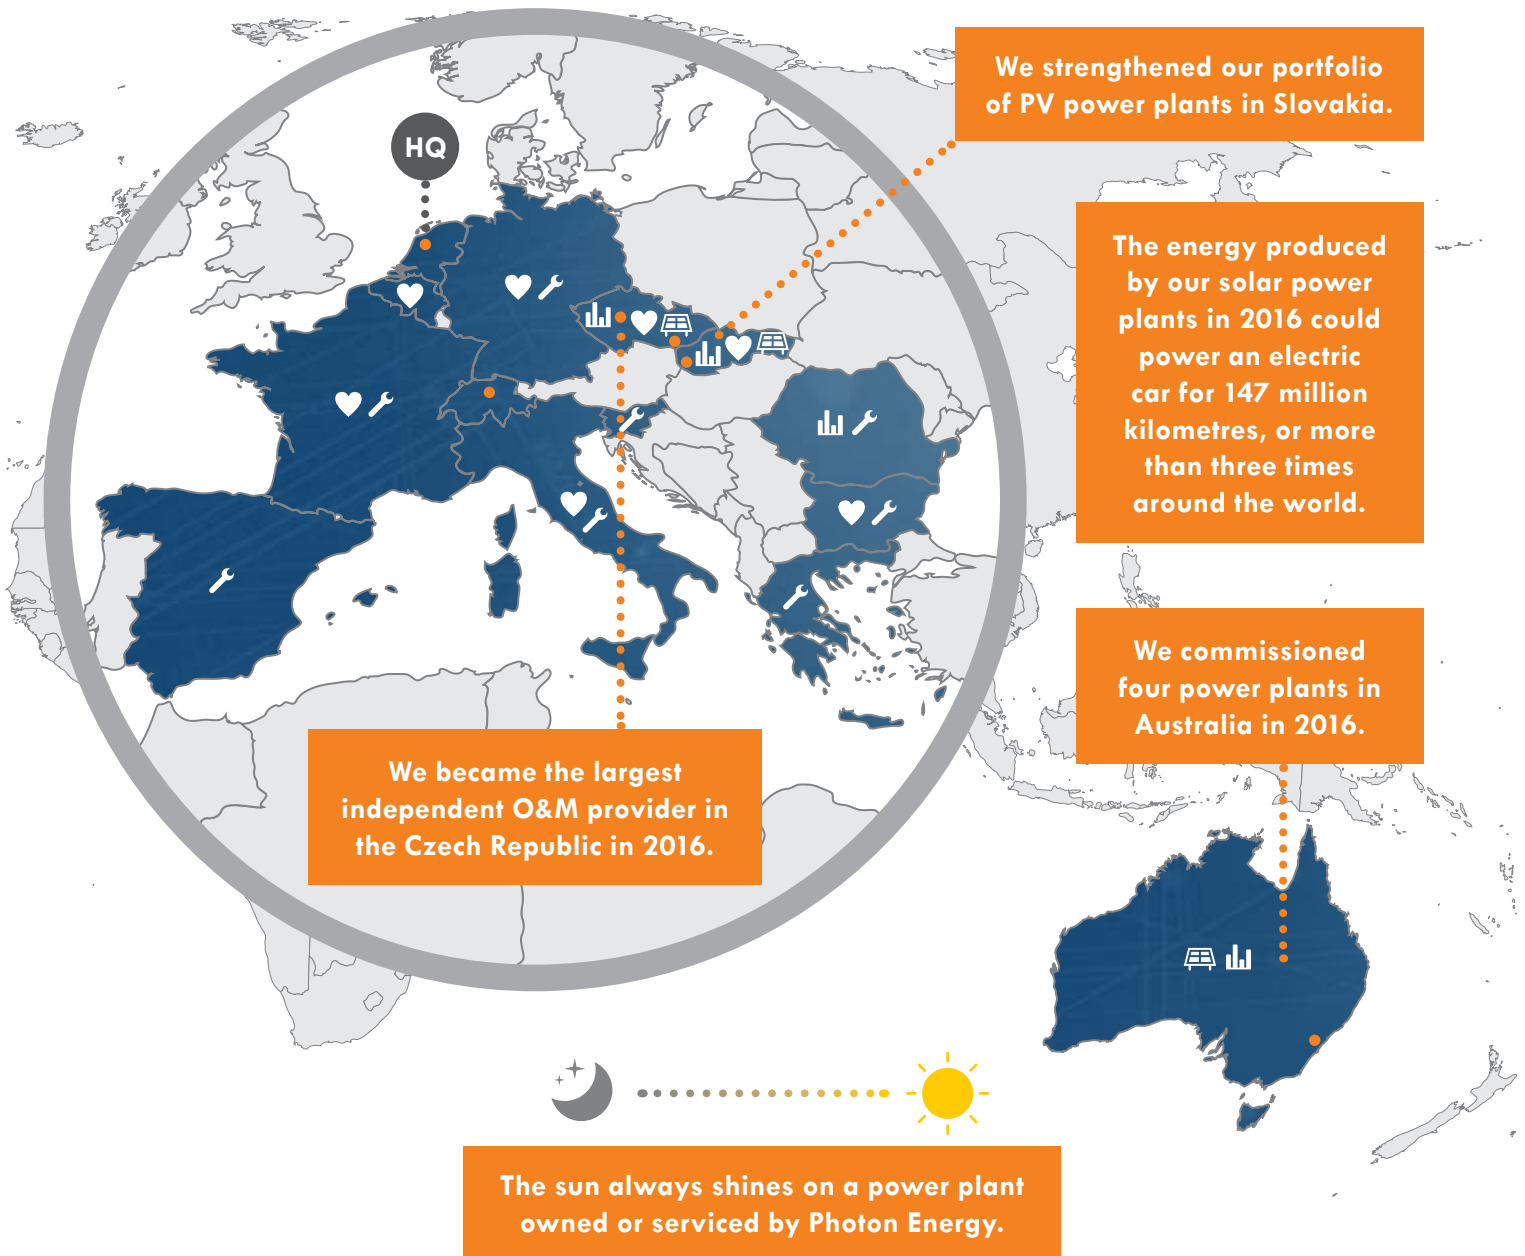 We strengthened our portfolio
of PV power plants in Slovakia.
HQ
The energy produced
by our solar power
plants in 2016 could
power an electric
car for 147 million
kilometres, or more
than three times
around the world.
We commissioned
four power plants in
Australia in 2016.
We became the largest
independent O&M provider in
the Czech Republic in 2016.
The sun always shines on a power plant
owned or serviced by Photon Energy.